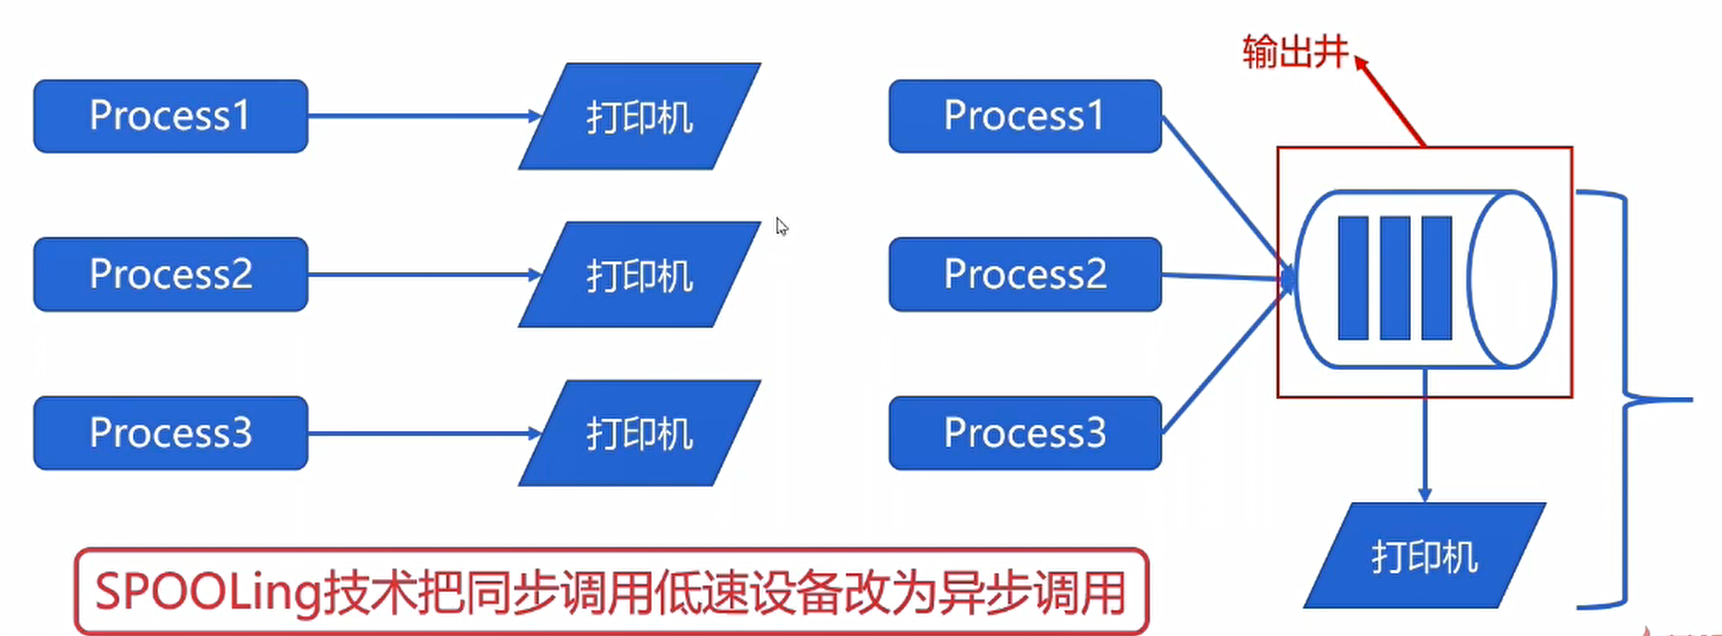 输出井
Process1
打印机
Process1
Process2
打印机
Process2
Process3
打印机
Process3
打印机
SPOOLing技术把同步调用低速设备改为异步调用